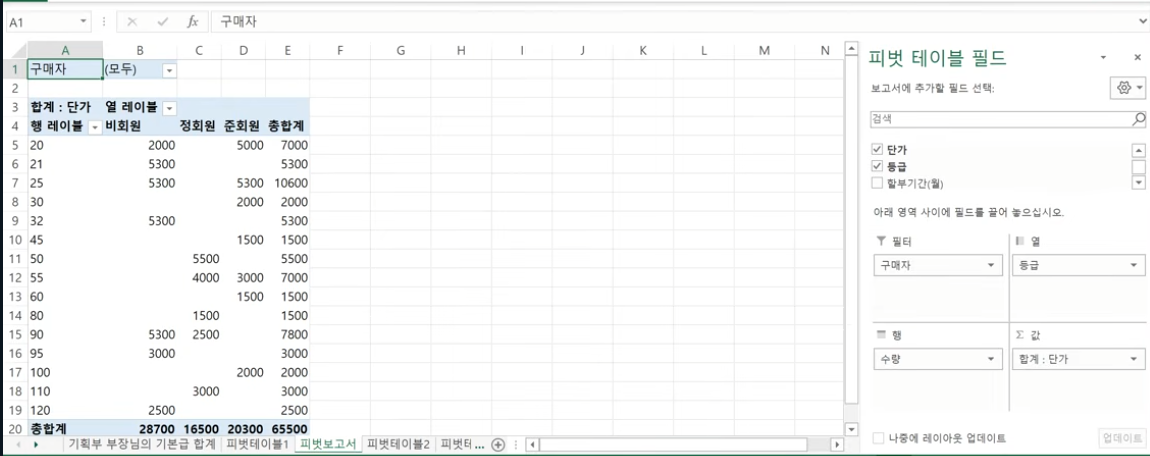 A1 fx 구매자
A B C D E F G H I J K L M N
1 구매자 (모두)
2
3 합계 : 단가 열 레이블
4 행 레이블 비회원 정회원 준회원 총합계
5 20 2000 5000 7000
6 21 5300 5300
7 25 5300 5300 10600
8 30 2000 2000
9 32 5300 5300
10 45 1500 1500
11 50 5500 5500
12 55 4000 3000 7000
13 60 1500 1500
14 80 1500 1500
15 90 5300 2500 7800
16 95 3000 3000
17 100 2000 2000
18 110 3000 3000
19 120 2500 2500
20 총합계 28700 16500 20300 65500
기획부 부장님의 기본급 합계 피벗테이블1 피벗보고서 피벗테이블2 피벗터 ...
피벗 테이블 필드
보고서에 추가할 필드 선택:
검색
단가
등급
할부기간(월)
아래 영역 사이에 필드를 끌어 놓으십시오.
필터 열
구매자 등급
행 Σ 값
수량 합계 : 단가
나중에 레이아웃 업데이트 업데이트